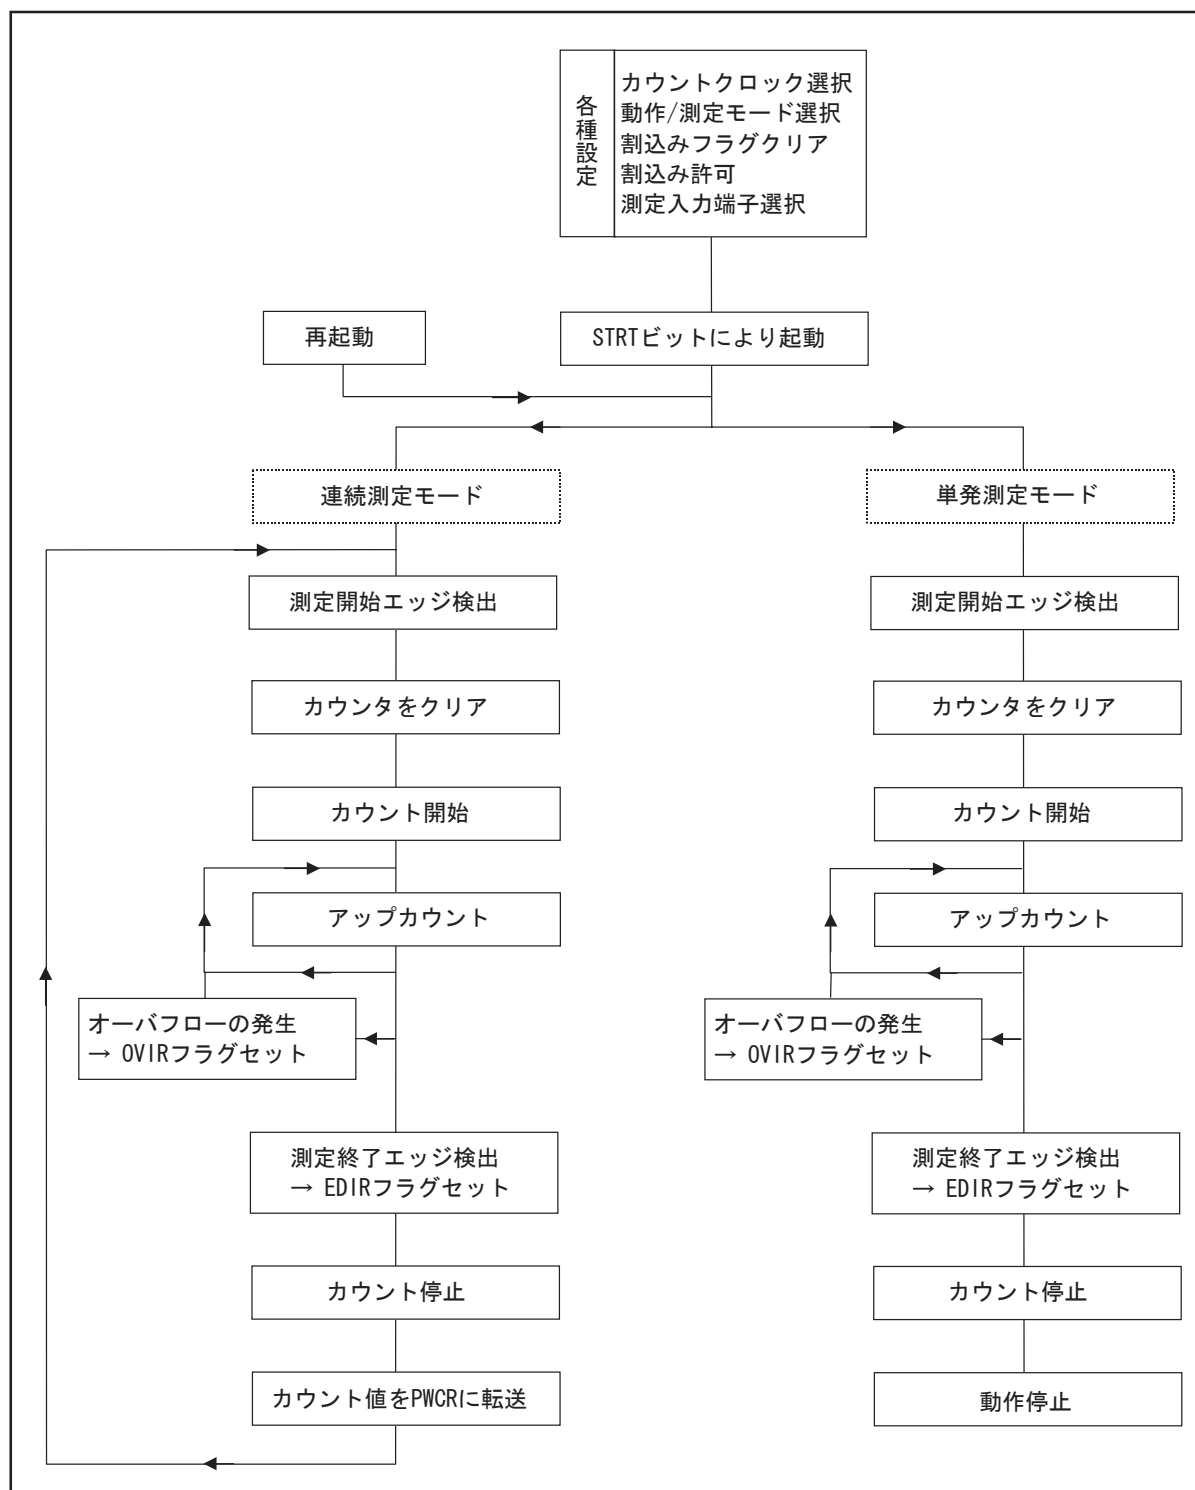 各種設定
カウントクロック選択
動作/測定モード選択
割込みフラグクリア
割込み許可
測定入力端子選択
再起動
STRTビットにより起動
連続測定モード
測定開始エッジ検出
カウンタをクリア
カウント開始
アップカウント
オーバフローの発生
→ OVIRフラグセット
測定終了エッジ検出
→ EDIRフラグセット
カウント停止
カウント値をPWCRに転送
単発測定モード
測定開始エッジ検出
カウンタをクリア
カウント開始
アップカウント
オーバフローの発生
→ OVIRフラグセット
測定終了エッジ検出
→ EDIRフラグセット
カウント停止
動作停止